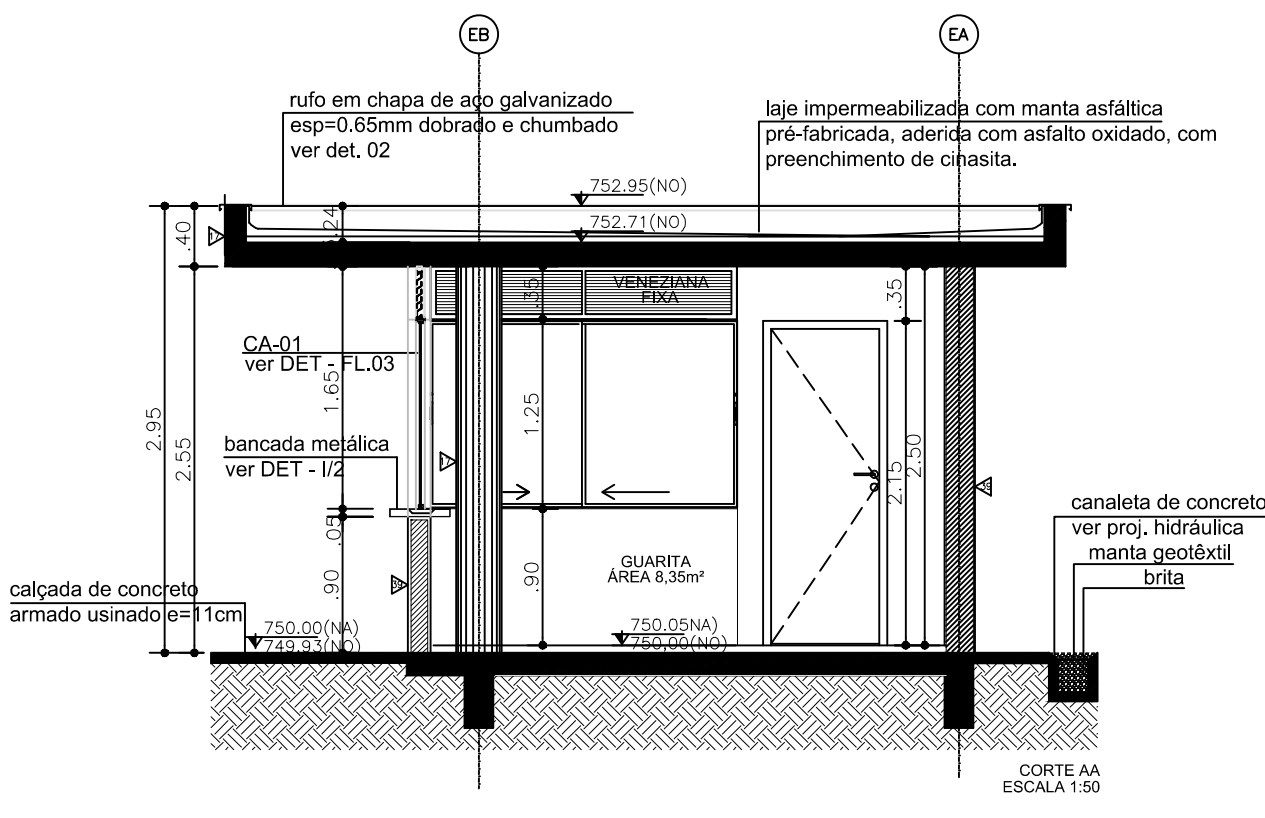 EB
EA
rufo em chapa de aço galvanizado
esp=0.65mm dobrado e chumbado
ver det. 02
laje impermeabilizada com manta asfáltica
pré-fabricada, aderida com asfalto oxidado, com
preenchimento de cinasita.
752.95(NO)
752.71(NO)
.40
.24
17
VENEZIANA
FIXA
.35
.35
CA-01
ver DET - FL.03
1.65
1.25
2.95
2.55
2.15
2.50
bancada metálica
ver DET - I/2
17
39
canaleta de concreto
ver proj. hidráulica
manta geotêxtil
brita
.05
.90
.90
39
GUARITA
ÁREA 8,35m²
calçada de concreto
armado usinado e=11cm
750.00(NA)
749.93(NO)
750.05NA)
750,00(NO)
CORTE AA
ESCALA 1:50